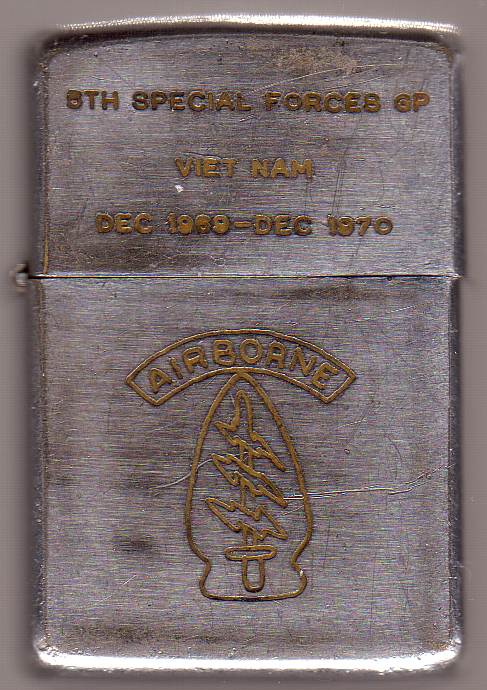 5TH SPECIAL FORCES GP
VIET NAM
DEC 1969-DEC 1970
AIRBORNE